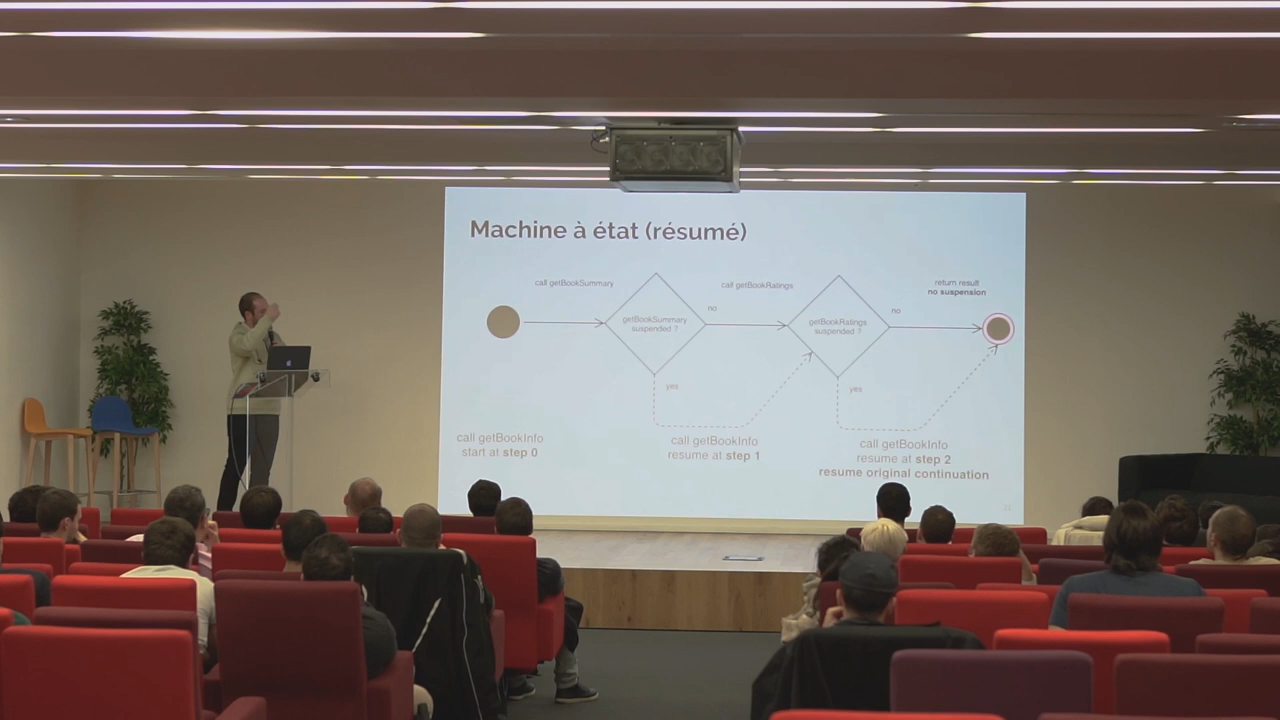 Machine à état (résumé)
call getBookSummary
call getBookRatings
return result
no suspension
getBookSummary
suspended ?
no
getBookRatings
suspended ?
no
yes
yes
call getBookInfo
start at step 0
call getBookInfo
resume at step 1
call getBookInfo
resume at step 2
resume original continuation